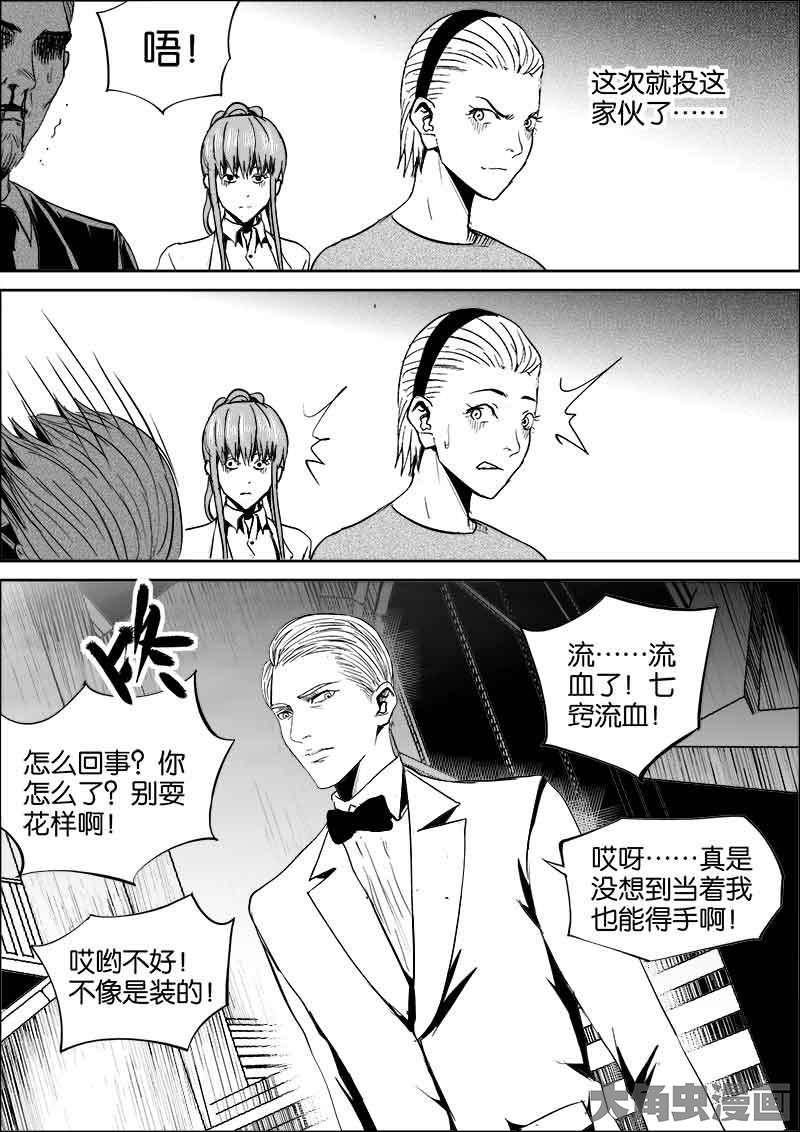 唔！
这次就投这
家伙了……
咚
流……流
血了！七
窍流血！
怎么回事？你
怎么了？别耍
花样啊！
哎呀……真是
没想到当着我
也能得手啊！
哎哟不好！
不像是装的！
大角虫漫画